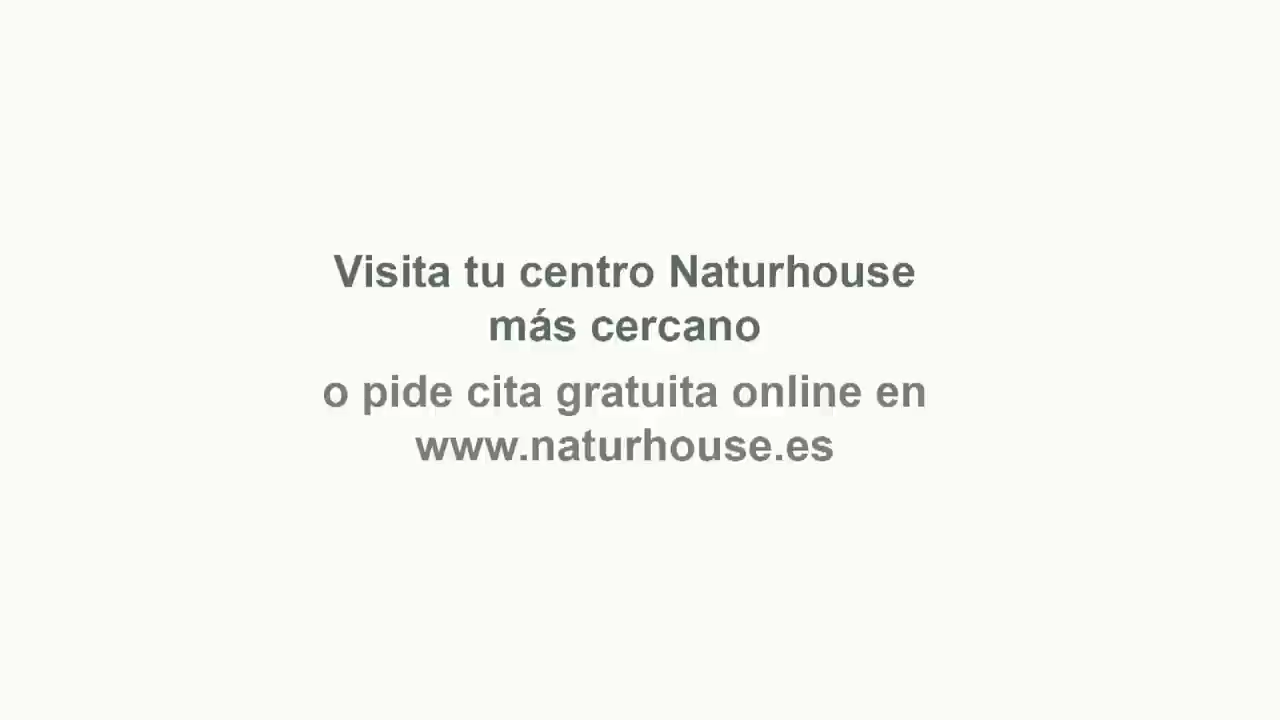 Visita tu centro Naturhouse
más cercano
o pide cita gratuita online en
www.naturhouse.es